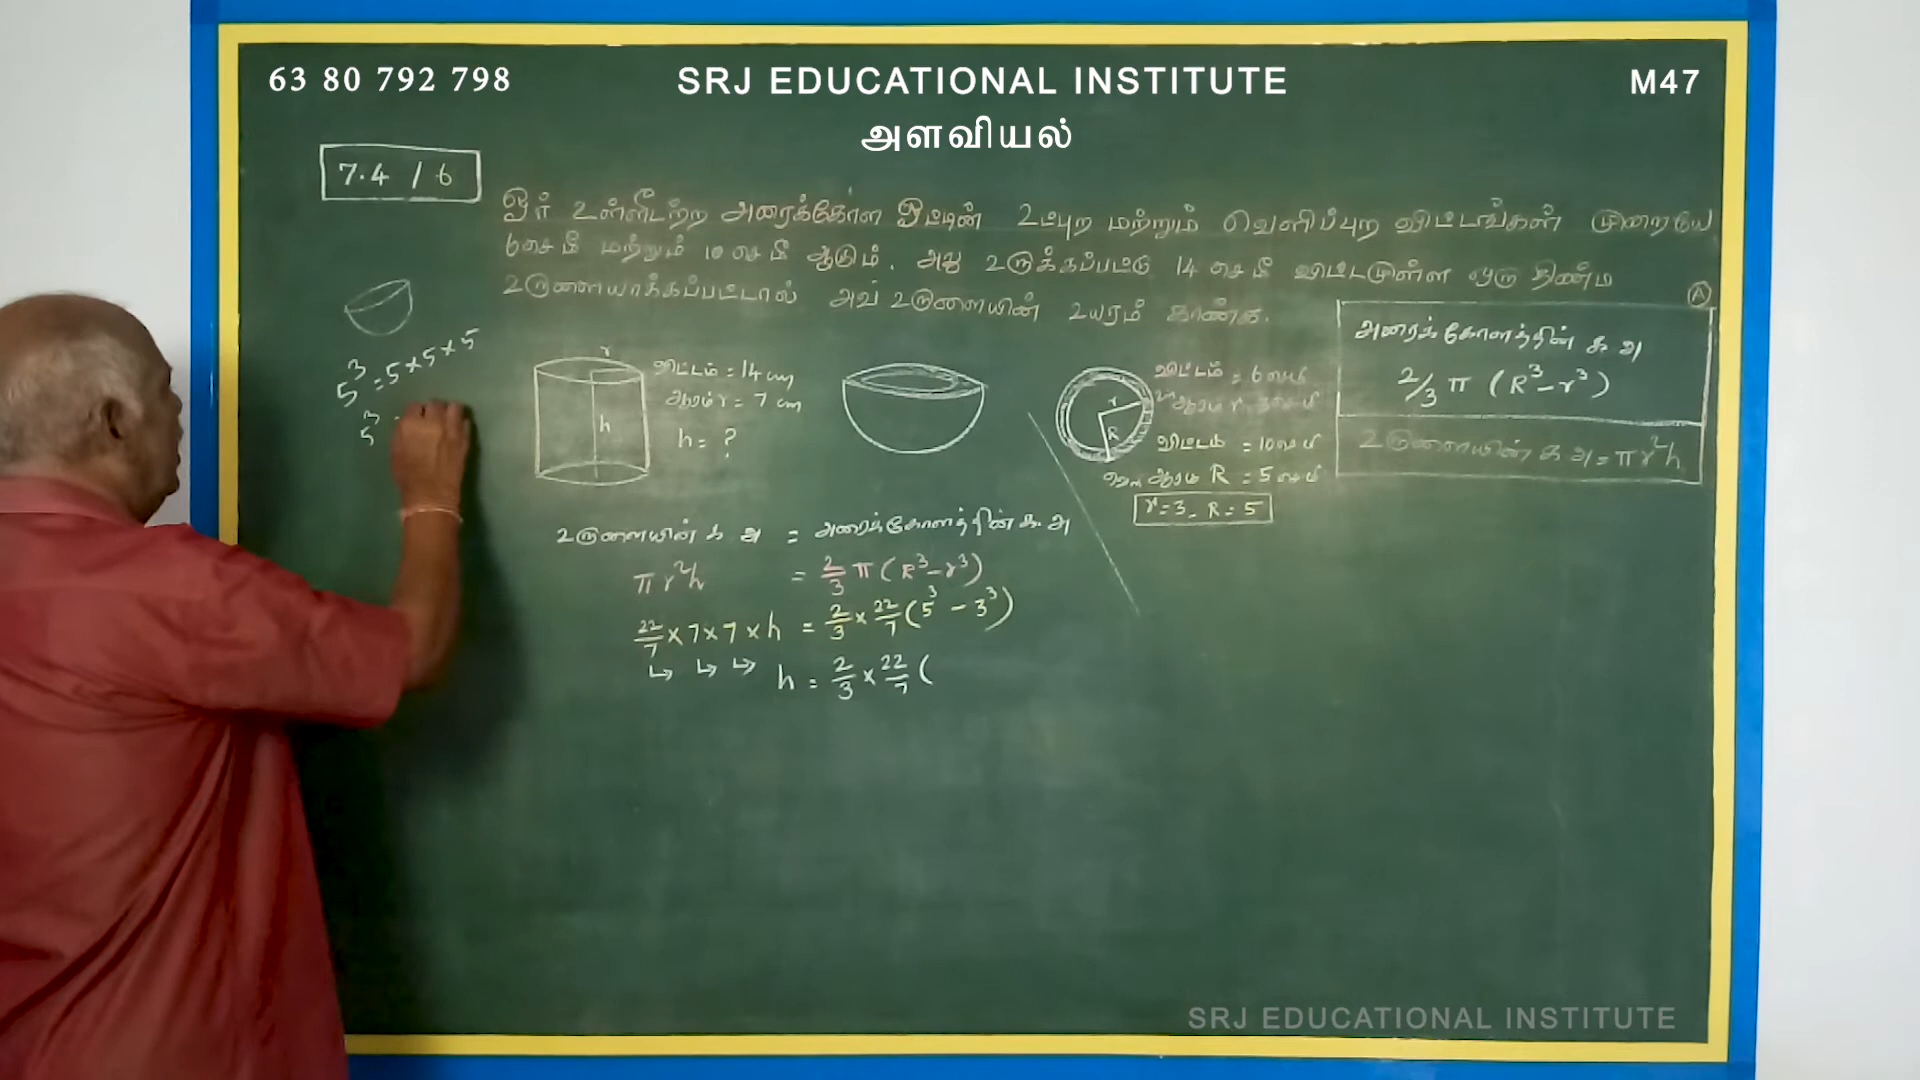 63 80 792 798
SRJ EDUCATIONAL INSTITUTE
M47
அளவியல்
7.4 / 6
ஓர் உள்ளீடற்ற அரைக்கோள ஓட்டின் உட்புற மற்றும் வெளிப்புற விட்டங்கள் முறையே
6 செ மீ மற்றும் 10 செ மீ ஆகும். அது உருக்கப்பட்டு 14 செ மீ விட்டமுள்ள ஒரு திண்ம
உருளையாக்கப்பட்டால் அவ் உருளையின் உயரம் காண்க.
A
அரைக் கோளத்தின் க அ
2/3 π (R³-r³)
உருளையின் க அ = πr²h
5³ = 5×5×5
5³
r
h
விட்டம் = 14 cm
ஆரம் r = 7 cm
h = ?
r
R
விட்டம் = 6 செமீ
ஆரம் r = 3 செமீ
விட்டம் = 10 செ மீ
ஆரம் R = 5 செ மீ
r=3, R=5
உருளையின் க அ = அரைக்கோளத்தின் க. அ
πr²h = 2/3 π (R³-r³)
22/7 × 7 × 7 × h = 2/3 × 22/7 (5³ - 3³)
h = 2/3 × 22/7 (
SRJ EDUCATIONAL INSTITUTE